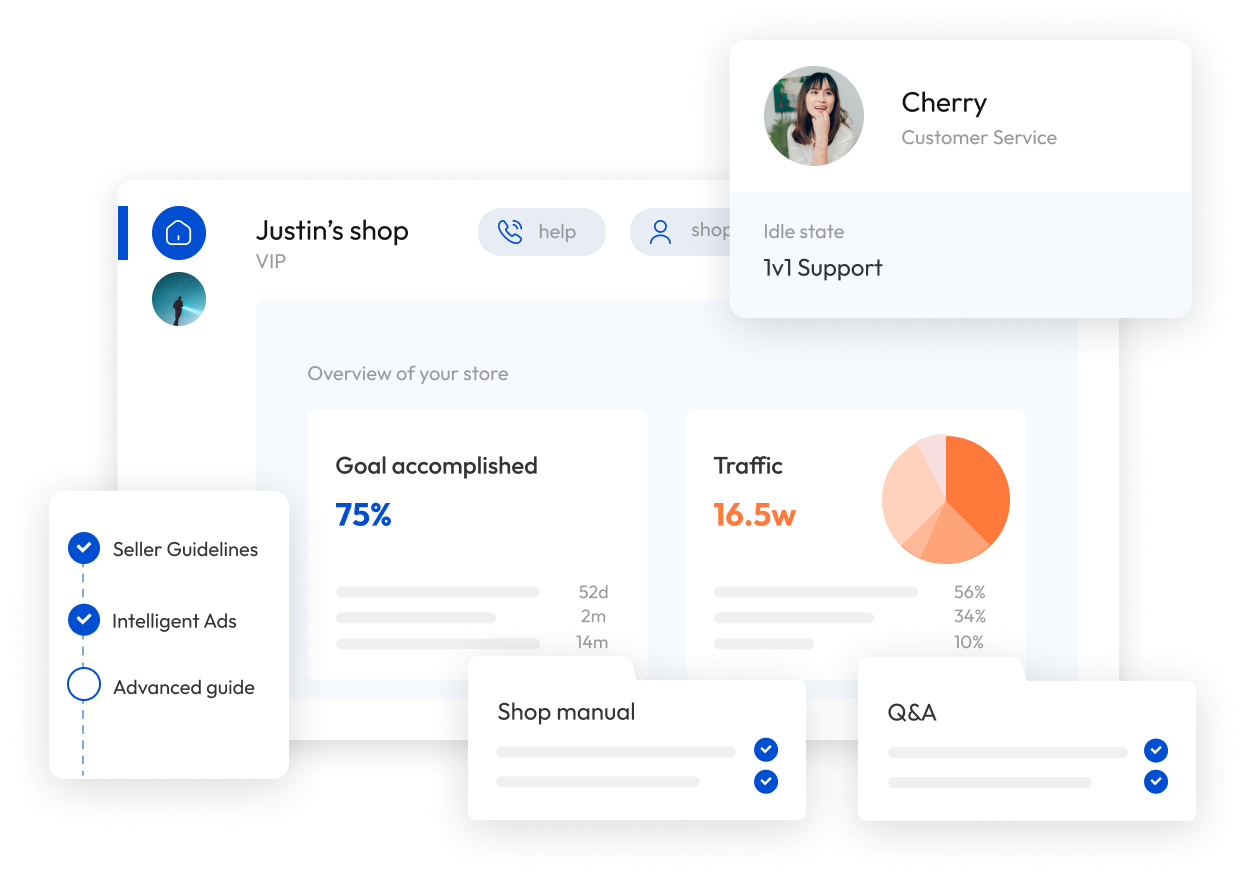 Cherry
Customer Service
Idle state
1v1 Support
Justin's shop
VIP
help
shop
Overview of your store
Goal accomplished
75%
52d
2m
14m
Traffic
16.5w
56%
34%
10%
Seller Guidelines
Intelligent Ads
Advanced guide
Shop manual
Q&A